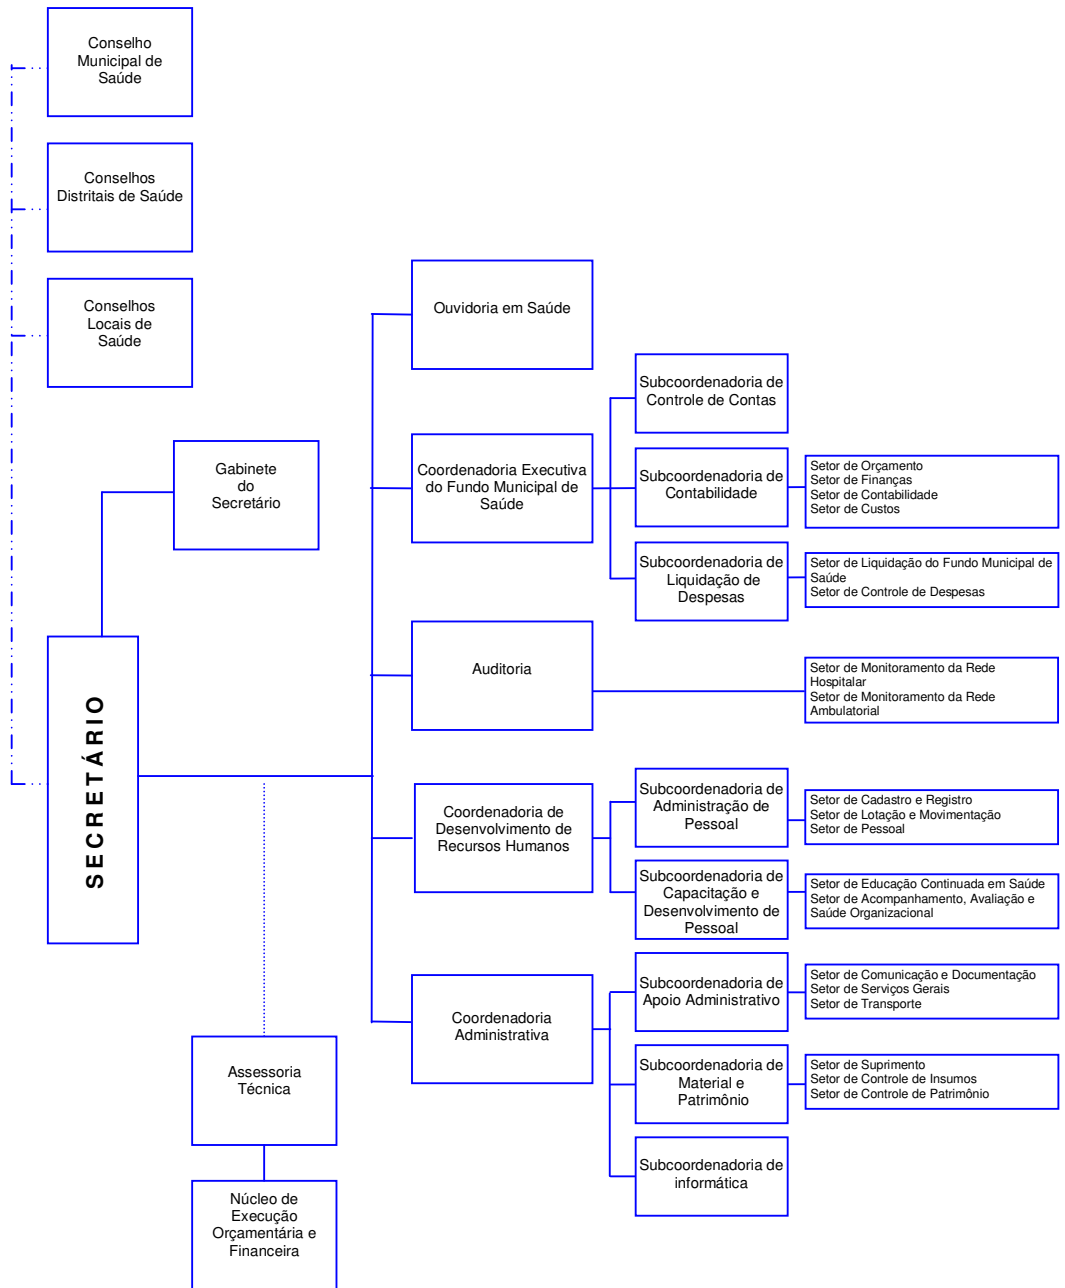 Conselho
Municipal de
Saúde
Conselhos
Distritais de Saúde
Conselhos
Locais de
Saúde
Gabinete
do
Secretário
SECRETÁRIO
Assessoria
Técnica
Núcleo de
Execução
Orçamentária e
Financeira
Ouvidoria em Saúde
Coordenadoria Executiva
do Fundo Municipal de
Saúde
Subcoordenadoria de
Controle de Contas
Subcoordenadoria de
Contabilidade
Setor de Orçamento
Setor de Finanças
Setor de Contabilidade
Setor de Custos
Subcoordenadoria de
Liquidação de
Despesas
Setor de Liquidação do Fundo Municipal de
Saúde
Setor de Controle de Despesas
Auditoria
Setor de Monitoramento da Rede
Hospitalar
Setor de Monitoramento da Rede
Ambulatorial
Coordenadoria de
Desenvolvimento de
Recursos Humanos
Subcoordenadoria de
Administração de
Pessoal
Setor de Cadastro e Registro
Setor de Lotação e Movimentação
Setor de Pessoal
Subcoordenadoria de
Capacitação e
Desenvolvimento de
Pessoal
Setor de Educação Continuada em Saúde
Setor de Acompanhamento, Avaliação e
Saúde Organizacional
Coordenadoria
Administrativa
Subcoordenadoria de
Apoio Administrativo
Setor de Comunicação e Documentação
Setor de Serviços Gerais
Setor de Transporte
Subcoordenadoria de
Material e
Patrimônio
Setor de Suprimento
Setor de Controle de Insumos
Setor de Controle de Patrimônio
Subcoordenadoria de
informática